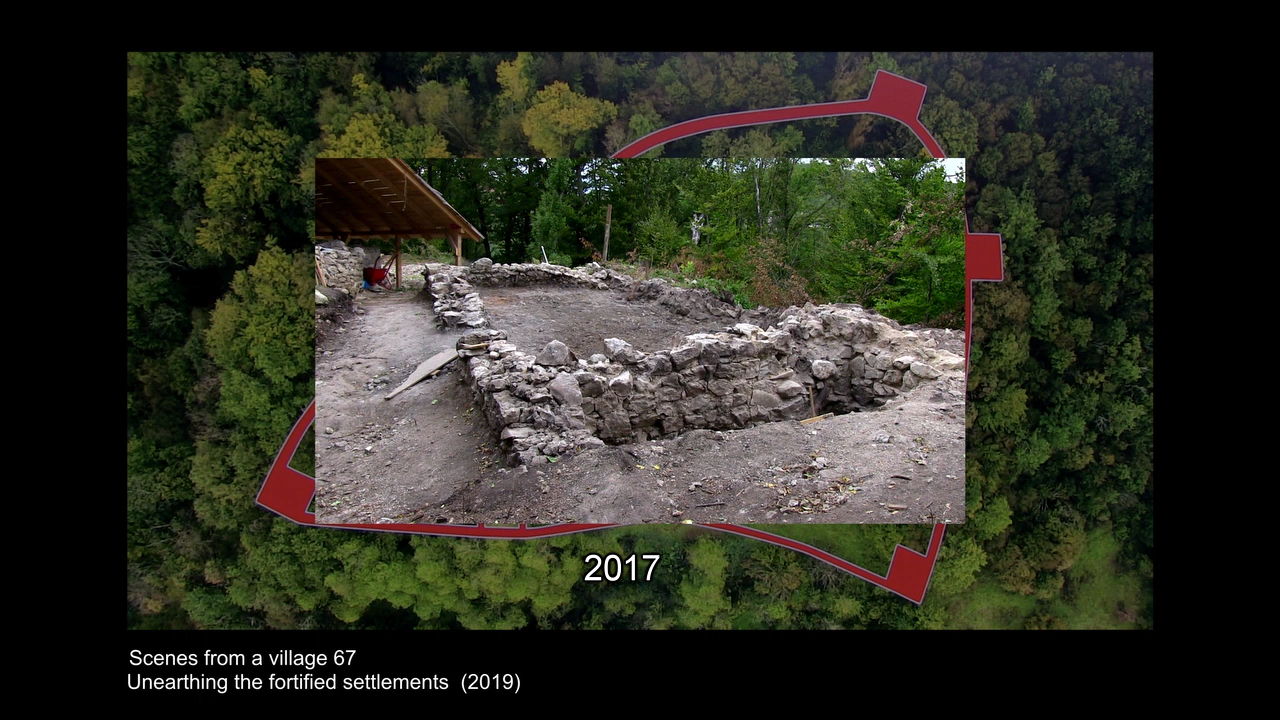 2017
Scenes from a village 67
Unearthing the fortified settlements (2019)